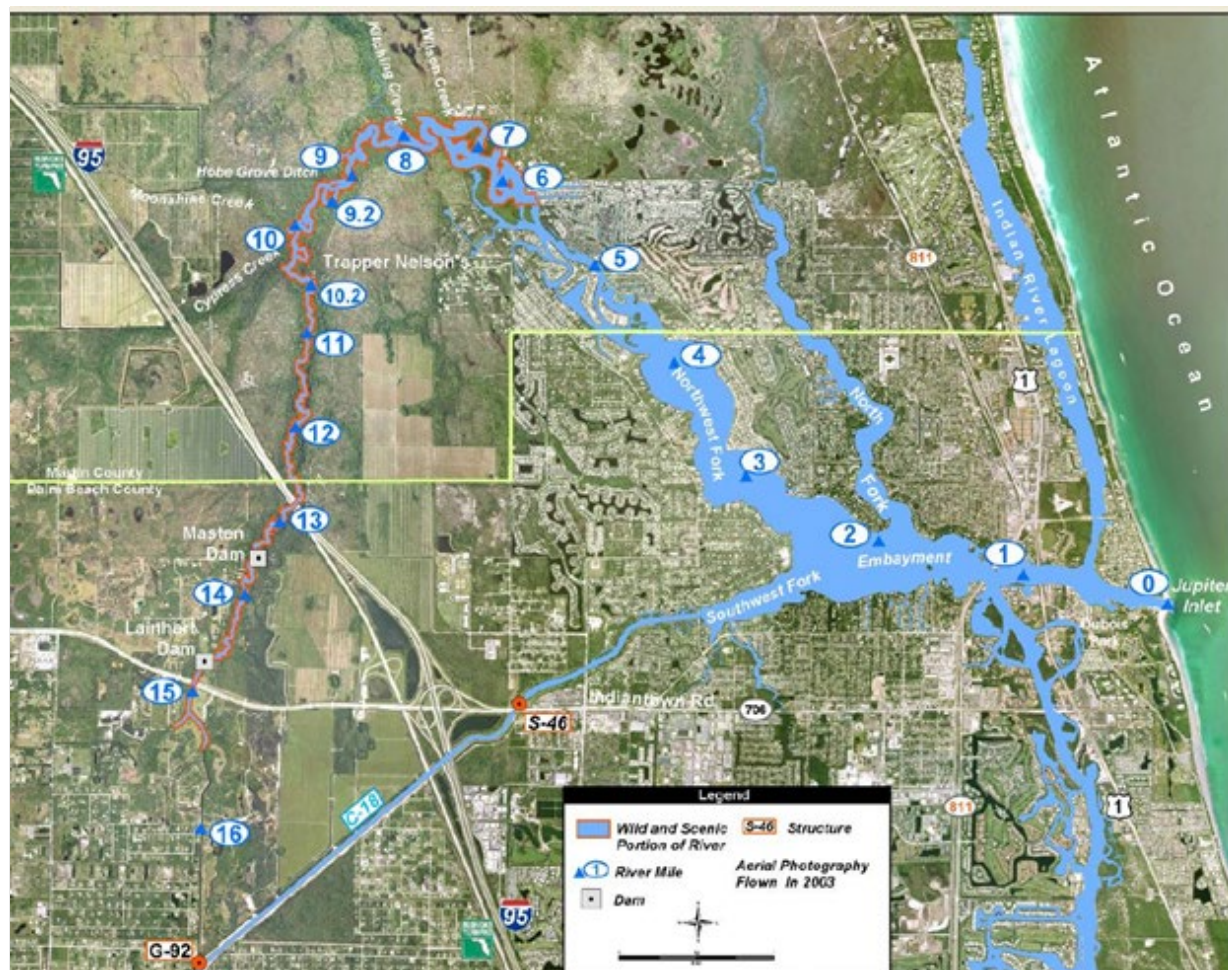 Atlantic Ocean
Kitching Creek
Wilson Creek
95
7
8
9
Hobe Grove Ditch
6
Moonshine Creek
9.2
10
Indian River Lagoon
Trapper Nelson's
811
5
Cypress Creek
10.2
11
4
1
Northwest Fork
North Fork
12
Martin County
Palm Beach County
3
13
Masten
Dam
2
Embayment
1
0
Jupiter
Inlet
14
Southwest Fork
Lainhart
Dam
Dubois
Park
15
Indiantown Rd
706
S-46
C-18
Legend
Wild and Scenic
Portion of River
S-46 Structure
1 River Mile
Aerial Photography
Flown In 2003
Dam
811
1
16
95
G-92